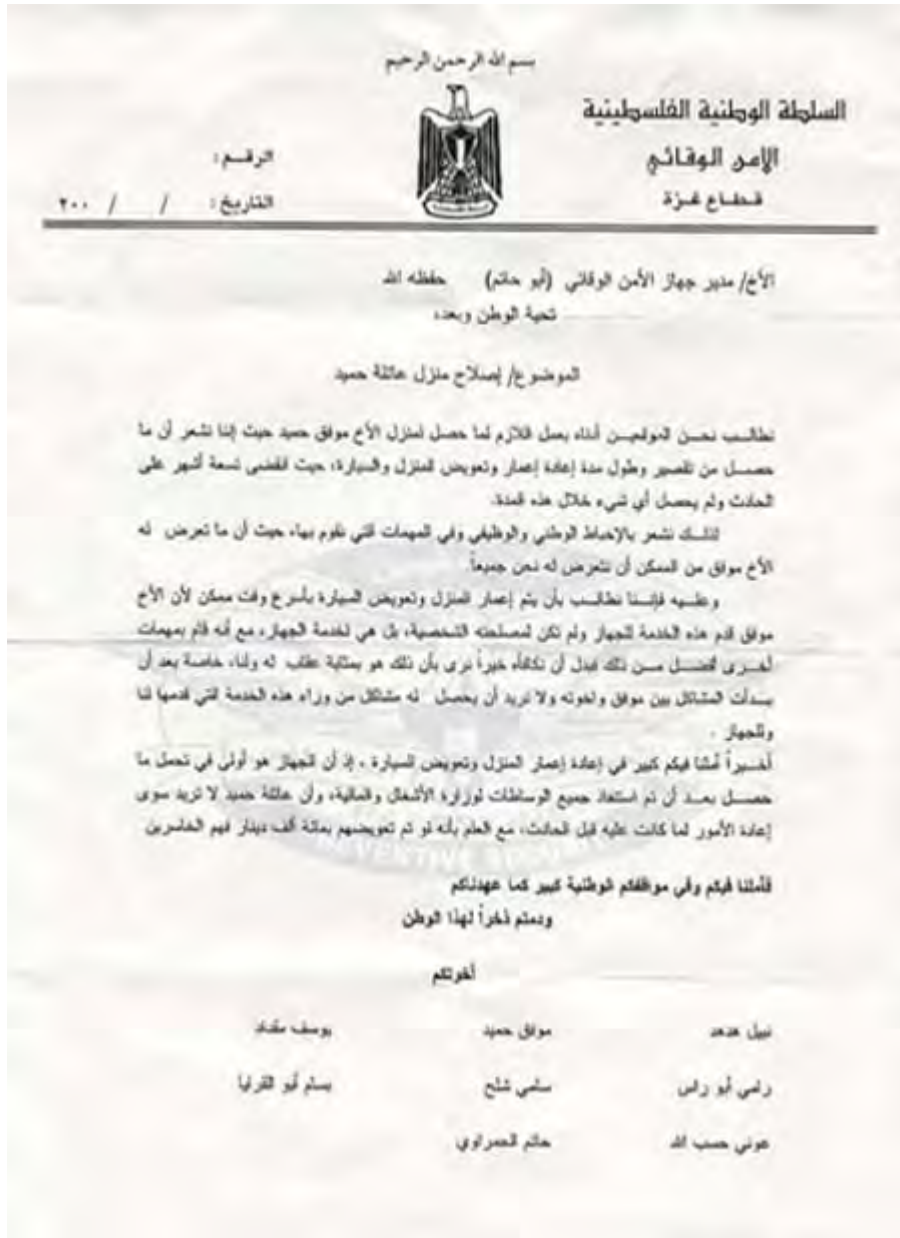 بسم الله الرحمن الرحيم
السلطة الوطنية الفلسطينية
الأمن الوقائي
قطاع غزة
الرقم :
التاريخ : / / ٢٠٠
الأخ/ مدير جهاز الأمن الوقائي (أبو حاتم) حفظه الله
تحية الوطن وبعده
الموضوع/ إصلاح منزل عائلة حميد
نطالب نحن الموقعين أدناه بعمل اللازم لما حصل لمنزل الأخ موفق حميد حيث إننا نشعر أن ما
حصل من تقصير وطول مدة إعادة إعمار وتعويض المنزل والسيارة، حيث انقضى تسعة أشهر على
الحادث ولم يحصل أي شيء خلال هذه المدة.
لذلك نشعر بالإحباط الوطني والوظيفي وفي المهمات التي نقوم بها، حيث أن ما تعرض له
الأخ موفق من الممكن أن نتعرض له نحن جميعاً.
وعليه فإننا نطالب بأن يتم إعمار المنزل وتعويض السيارة بأسرع وقت ممكن لأن الأخ
موفق قدم هذه الخدمة للجهاز ولم تكن لمصلحته الشخصية، بل هي لخدمة الجهاز، مع أنه قام بمهمات
أخرى أفضل من ذلك فبدل أن نكافأه خيراً نرى بأن ذلك هو بمثابة عقاب له ولنا، خاصة بعد أن
بدأت المشاكل بين موفق واخوته ولا نريد أن يحصل له مشاكل من وراء هذه الخدمة التي قدمها لنا
وللجهاز .
أخيراً أملنا فيكم كبير في إعادة إعمار المنزل وتعويض السيارة ، إذ أن الجهاز هو أولى في تحمل ما
حصل بعد أن تم استنفاذ جميع الوساطات لوزارة الأشغال والمالية، وأن عائلة حميد لا تريد سوى
إعادة الأمور لما كانت عليه قبل الحادث، مع العلم بأنه لو تم تعويضهم بمائة ألف دينار فهم الخاسرين
فأملنا فيكم وفي مواقفكم الوطنية كبير كما عهدناكم
ودمتم ذخراً لهذا الوطن
أخوتكم
نبيل هدهد موفق حميد يوسف مقداد
رامي أبو راس سامي شلح بسام أبو القرايا
عوني حسب الله حاتم الحمراوي